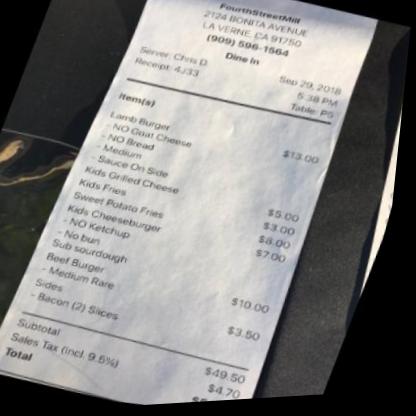 FourthStreetMill
2124 BONITA AVENUE
LA VERNE, CA 91750
(909) 596-1564
Dine In
Server: Chris D.
Sep 29, 2018
Receipt: 4J33
5:38 PM
Table: P5
Item(s)
Lamb Burger $13.00
- NO Goat Cheese
- NO Bread
- Medium
- Sauce On Side
Kids Grilled Cheese $5.00
Kids Fries $3.00
Sweet Potato Fries $8.00
Kids Cheeseburger $7.00
- NO Ketchup
- No bun
Sub sourdough
Beef Burger $10.00
- Medium Rare
Sides $3.50
- Bacon (2) Slices
Subtotal $49.50
Sales Tax (incl. 9.5%) $4.70
Total